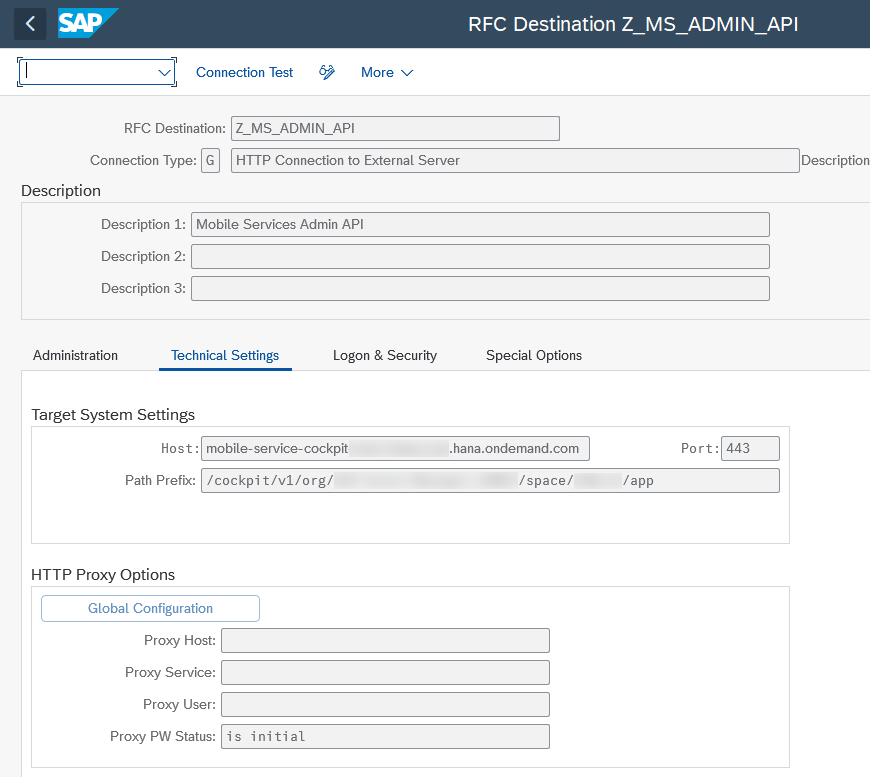 SAP RFC Destination Z_MS_ADMIN_API
Connection Test More
RFC Destination: Z_MS_ADMIN_API
Connection Type: G HTTP Connection to External Server Description
Description
Description 1: Mobile Services Admin API
Description 2:
Description 3:
Administration Technical Settings Logon & Security Special Options
Target System Settings
Host: mobile-service-cockpit .hana.ondemand.com Port: 443
Path Prefix: /cockpit/v1/org/ /space/ /app
HTTP Proxy Options
Global Configuration
Proxy Host:
Proxy Service:
Proxy User:
Proxy PW Status: is initial